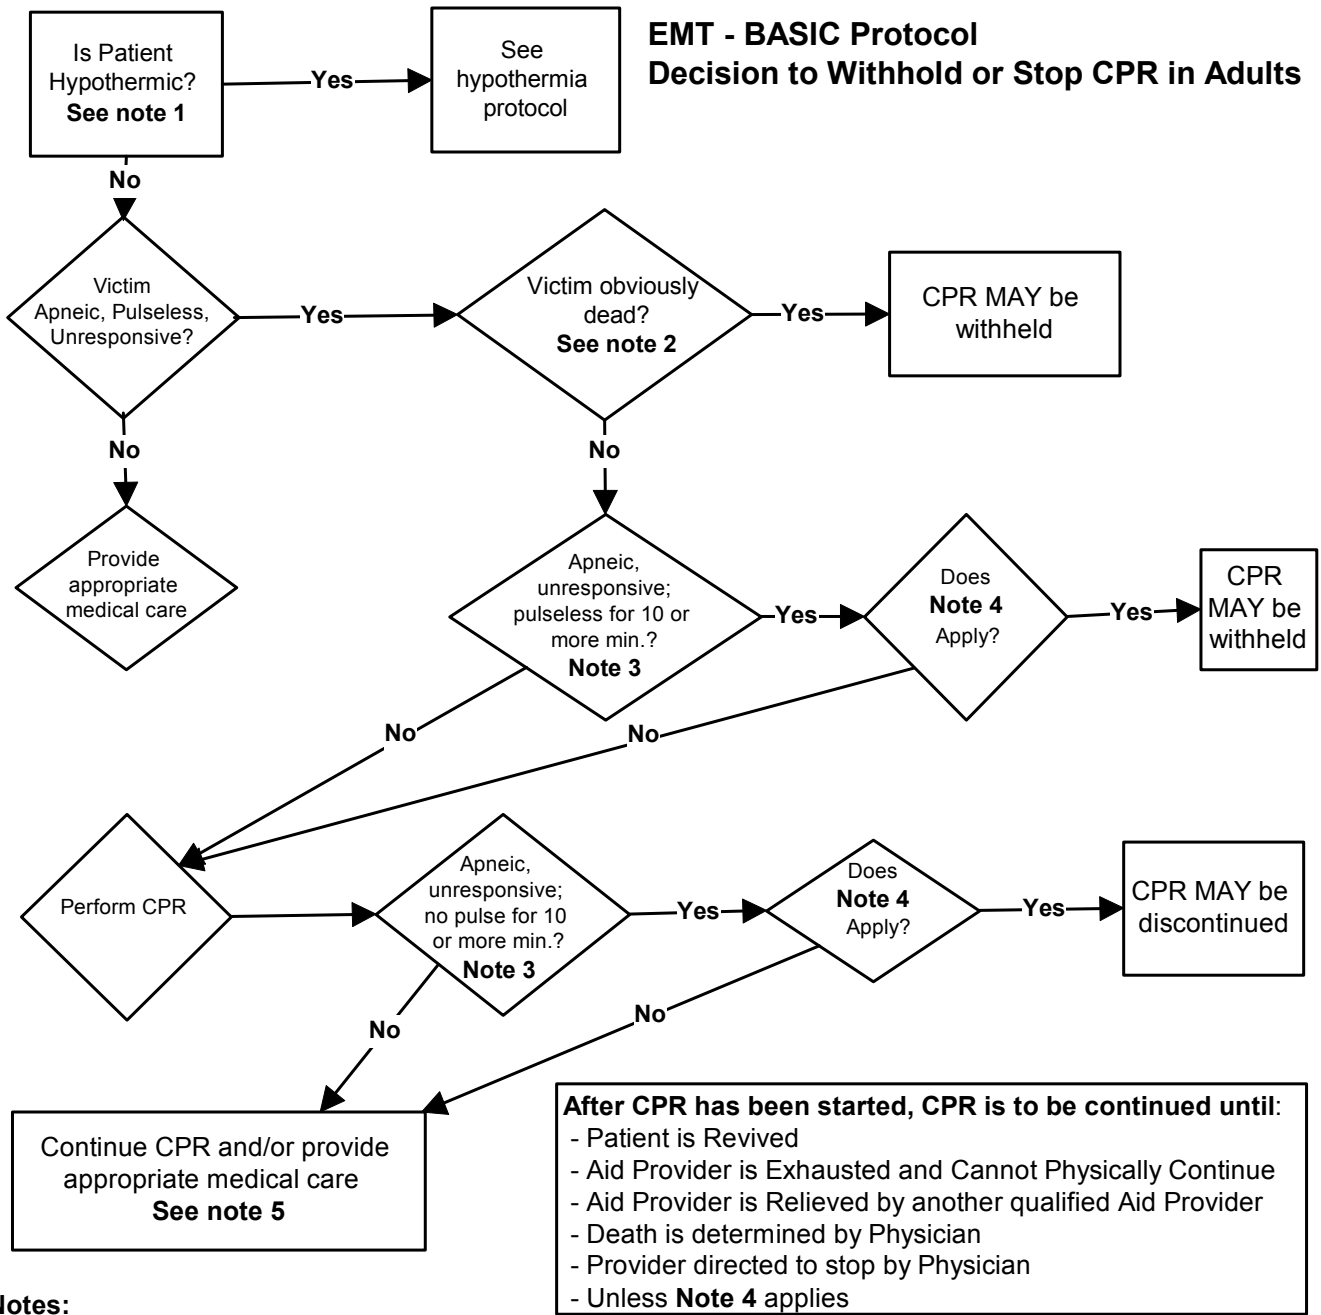 EMT - BASIC Protocol
Decision to Withhold or Stop CPR in Adults
Is Patient
Hypothermic?
See note 1
Yes
See
hypothermia
protocol
No
Victim
Apneic, Pulseless,
Unresponsive?
Yes
Victim obviously
dead?
See note 2
Yes
CPR MAY be
withheld
No
No
Provide
appropriate
medical care
Apneic,
unresponsive;
pulseless for 10 or
more min.?
Note 3
Yes
Does
Note 4
Apply?
Yes
CPR
MAY be
withheld
No
No
Perform CPR
Apneic,
unresponsive;
no pulse for 10
or more min.?
Note 3
Yes
Does
Note 4
Apply?
Yes
CPR MAY be
discontinued
No
No
Continue CPR and/or provide
appropriate medical care
See note 5
After CPR has been started, CPR is to be continued until:
- Patient is Revived
- Aid Provider is Exhausted and Cannot Physically Continue
- Aid Provider is Relieved by another qualified Aid Provider
- Death is determined by Physician
- Provider directed to stop by Physician
- Unless Note 4 applies
Notes: